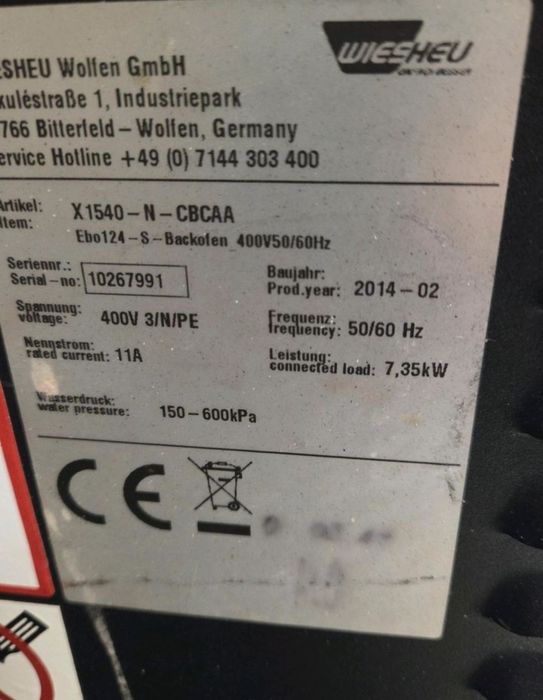 WIESHEU
ESHEU Wolfen GmbH
kuléstraße 1, Industriepark
766 Bitterfeld – Wolfen, Germany
ervice Hotline +49 (0) 7144 303 400
Artikel:
Item:
X1540-N-CBCAA
Ebo124-S-Backofen 400V50/60Hz
Seriennr.:
Serial-no: 10267991
Baujahr:
Prod.year: 2014-02
Spannung:
voltage: 400V 3/N/PE
Frequenz:
frequency: 50/60 Hz
Nennstrom:
rated current: 11A
Leistung:
connected load: 7,35kW
Wasserdruck:
water pressure: 150-600kPa
CE